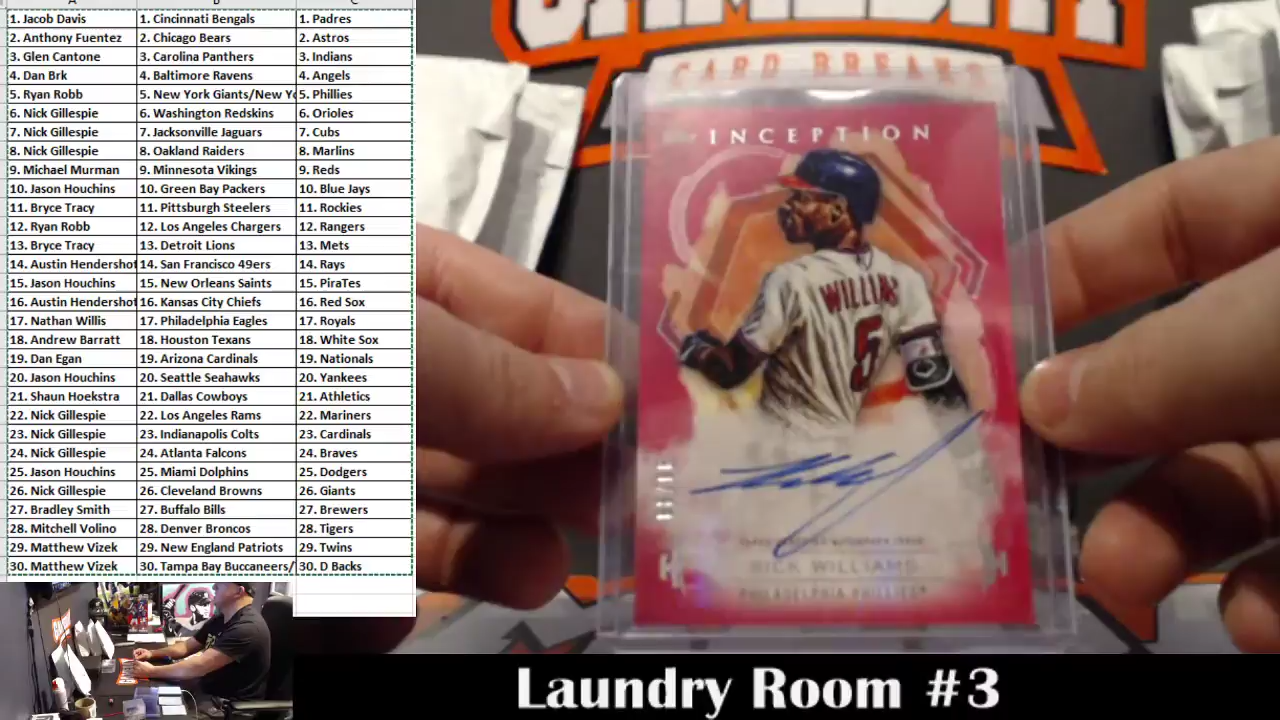 1. Jacob Davis 1. Cincinnati Bengals 1. Padres
2. Anthony Fuentez 2. Chicago Bears 2. Astros
3. Glen Cantone 3. Carolina Panthers 3. Indians
4. Dan Brk 4. Baltimore Ravens 4. Angels
5. Ryan Robb 5. New York Giants/New Yo 5. Phillies
6. Nick Gillespie 6. Washington Redskins 6. Orioles
7. Nick Gillespie 7. Jacksonville Jaguars 7. Cubs
8. Nick Gillespie 8. Oakland Raiders 8. Marlins
9. Michael Murman 9. Minnesota Vikings 9. Reds
10. Jason Houchins 10. Green Bay Packers 10. Blue Jays
11. Bryce Tracy 11. Pittsburgh Steelers 11. Rockies
12. Ryan Robb 12. Los Angeles Chargers 12. Rangers
13. Bryce Tracy 13. Detroit Lions 13. Mets
14. Austin Hendershot 14. San Francisco 49ers 14. Rays
15. Jason Houchins 15. New Orleans Saints 15. PiraTes
16. Austin Hendershot 16. Kansas City Chiefs 16. Red Sox
17. Nathan Willis 17. Philadelphia Eagles 17. Royals
18. Andrew Barratt 18. Houston Texans 18. White Sox
19. Dan Egan 19. Arizona Cardinals 19. Nationals
20. Jason Houchins 20. Seattle Seahawks 20. Yankees
21. Shaun Hoekstra 21. Dallas Cowboys 21. Athletics
22. Nick Gillespie 22. Los Angeles Rams 22. Mariners
23. Nick Gillespie 23. Indianapolis Colts 23. Cardinals
24. Nick Gillespie 24. Atlanta Falcons 24. Braves
25. Jason Houchins 25. Miami Dolphins 25. Dodgers
26. Nick Gillespie 26. Cleveland Browns 26. Giants
27. Bradley Smith 27. Buffalo Bills 27. Brewers
28. Mitchell Volino 28. Denver Broncos 28. Tigers
29. Matthew Vizek 29. New England Patriots 29. Twins
30. Matthew Vizek 30. Tampa Bay Buccaneers/ 30. D Backs
CARD BREAKS
INCEPTION
WILLIAMS
5
NICK WILLIAMS
PHILADELPHIA PHILLIES
Laundry Room #3